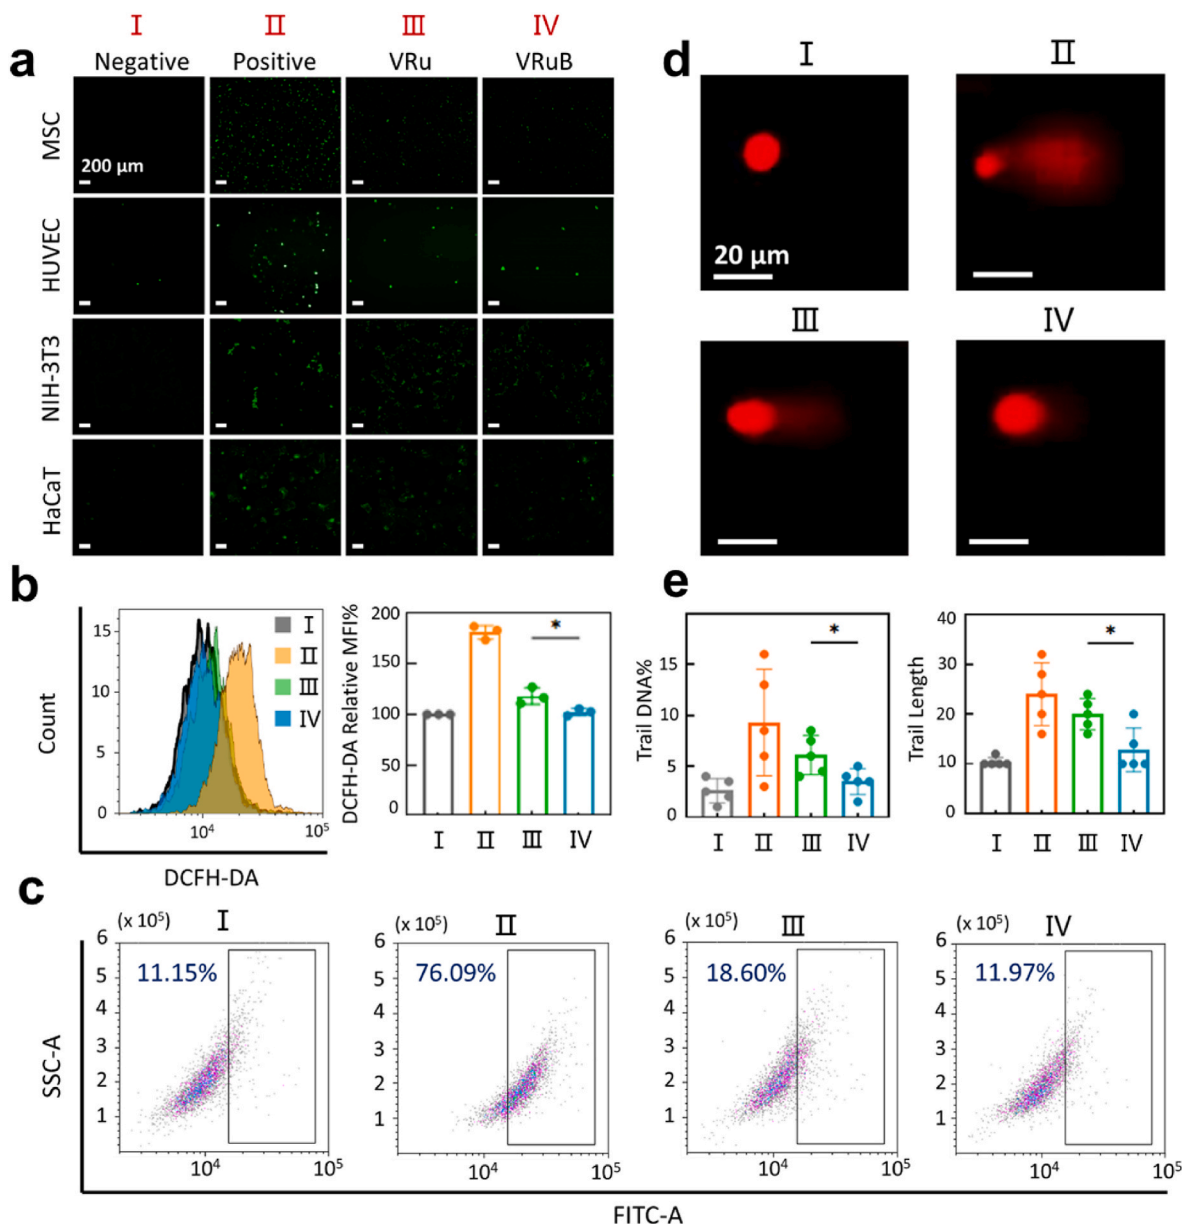 a
I II III IV
Negative Positive VRu VRuB
MSC
200 μm
HUVEC
NIH-3T3
HaCaT
d
I II
20 μm
III IV
b
Count
15
10
5
0
10⁴ 10⁵
DCFH-DA
I
II
III
IV
DCFH-DA Relative MFI%
200
150
100
50
0
*
I II III IV
e
Trail DNA%
15
10
5
0
*
I II III IV
Trail Length
40
30
20
10
0
*
I II III IV
c
SSC-A
(x 10⁵) I
6
5
4
3
2
1
11.15%
10⁴ 10⁵
(x 10⁵) II
6
5
4
3
2
1
76.09%
10⁴ 10⁵
(x 10⁵) III
6
5
4
3
2
1
18.60%
10⁴ 10⁵
(x 10⁵) IV
6
5
4
3
2
1
11.97%
10⁴ 10⁵
FITC-A